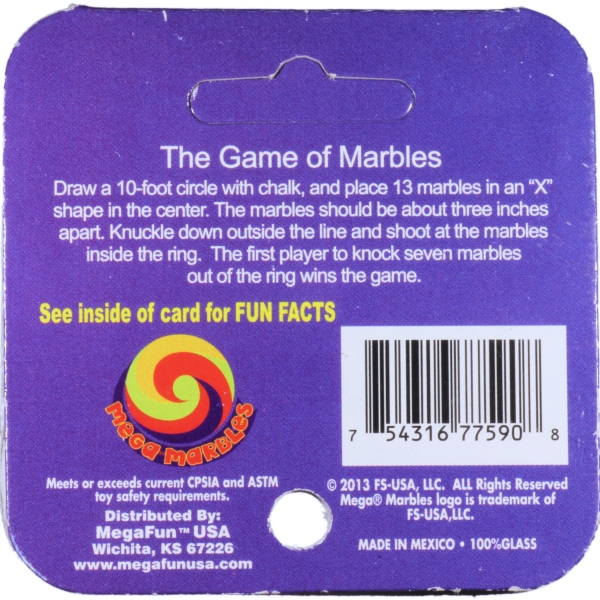 The Game of Marbles
Draw a 10-foot circle with chalk, and place 13 marbles in an “X”
shape in the center. The marbles should be about three inches
apart. Knuckle down outside the line and shoot at the marbles
inside the ring. The first player to knock seven marbles
out of the ring wins the game.
See inside of card for FUN FACTS
MEGA MARBLES
7 54316 77590 8
Meets or exceeds current CPSIA and ASTM
toy safety requirements.
Distributed By:
MegaFun™ USA
Wichita, KS 67226
www.megafunusa.com
© 2013 FS-USA, LLC. ALL Rights Reserved
Mega® Marbles logo is trademark of
FS-USA,LLC.
MADE IN MEXICO • 100%GLASS